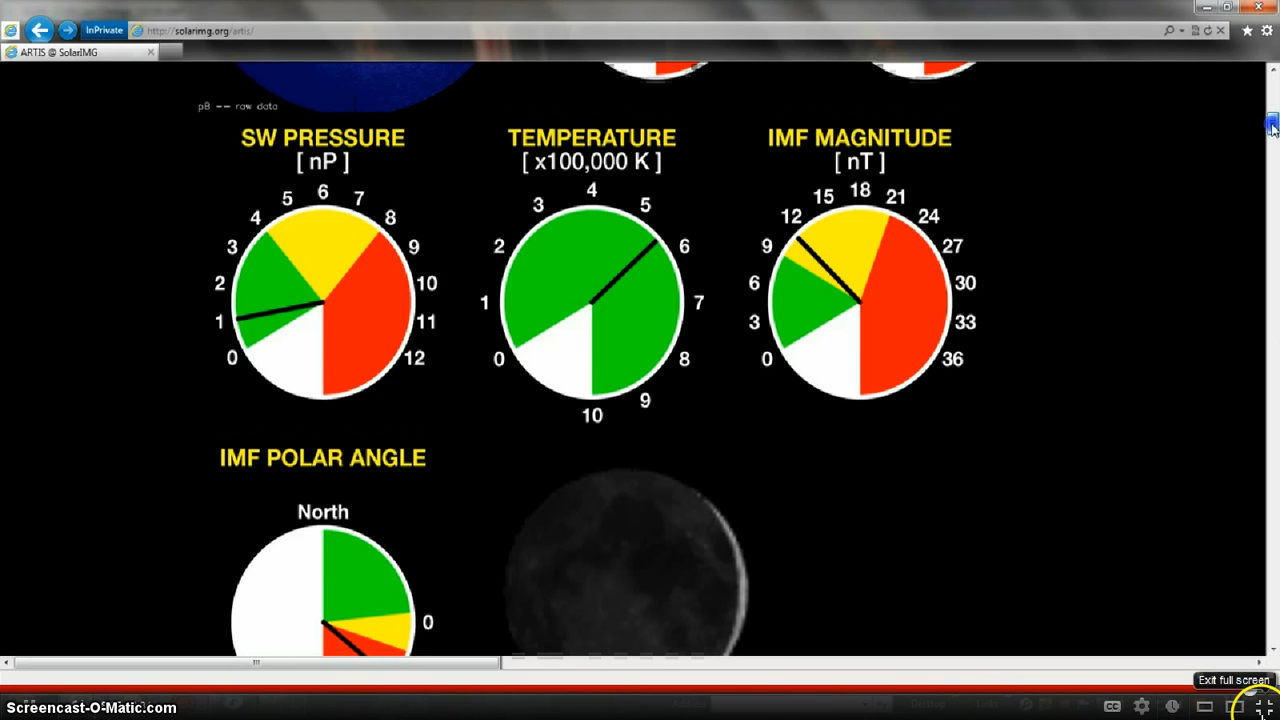 InPrivate
http://solarimg.org/artis/
ARTIS @ SolarIMG
p8 -- raw data
SW PRESSURE
[ nP ]
0
1
2
3
4
5
6
7
8
9
10
11
12
TEMPERATURE
[ x100,000 K ]
0
1
2
3
4
5
6
7
8
9
10
IMF MAGNITUDE
[ nT ]
0
3
6
9
12
15
18
21
24
27
30
33
36
IMF POLAR ANGLE
North
0
Exit full screen
CC
Screencast-O-Matic.com